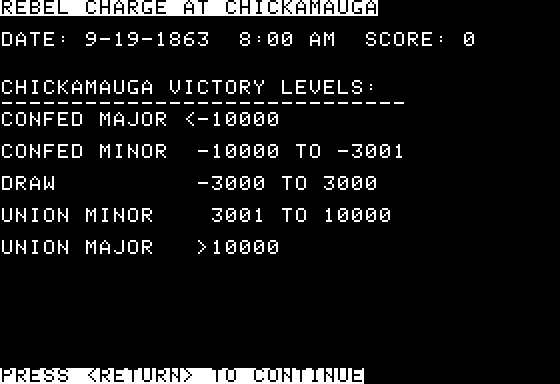 REBEL CHARGE AT CHICKAMAUGA
DATE: 9-19-1863  8:00 AM  SCORE: 0
CHICKAMAUGA VICTORY LEVELS:
-----------------------------
CONFED MAJOR <-10000
CONFED MINOR  -10000 TO -3001
DRAW          -3000 TO 3000
UNION MINOR    3001 TO 10000
UNION MAJOR   >10000
PRESS <RETURN> TO CONTINUE